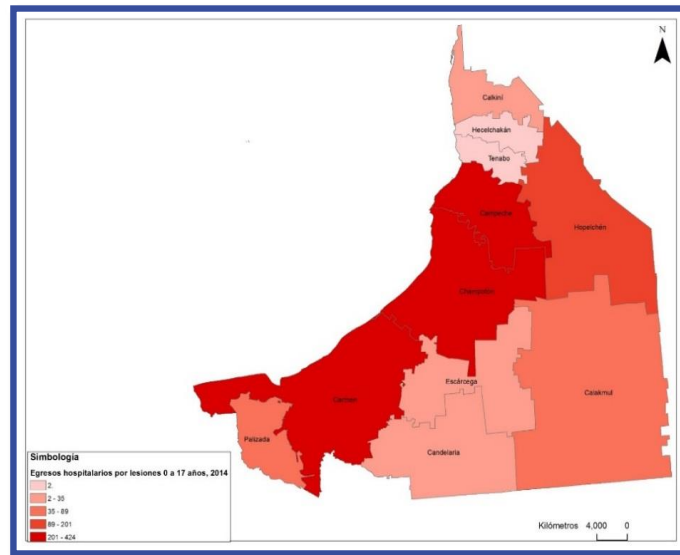 N
Calkiní
Hecelchakán
Tenabo
Campeche
Hopelchén
Champotón
Escárcega
Calakmul
Carmen
Palizada
Candelaria
Simbología
Egresos hospitalarios por lesiones 0 a 17 años, 2014
2
2 - 35
35 - 89
89 - 201
201 - 424
Kilómetros 4,000 0